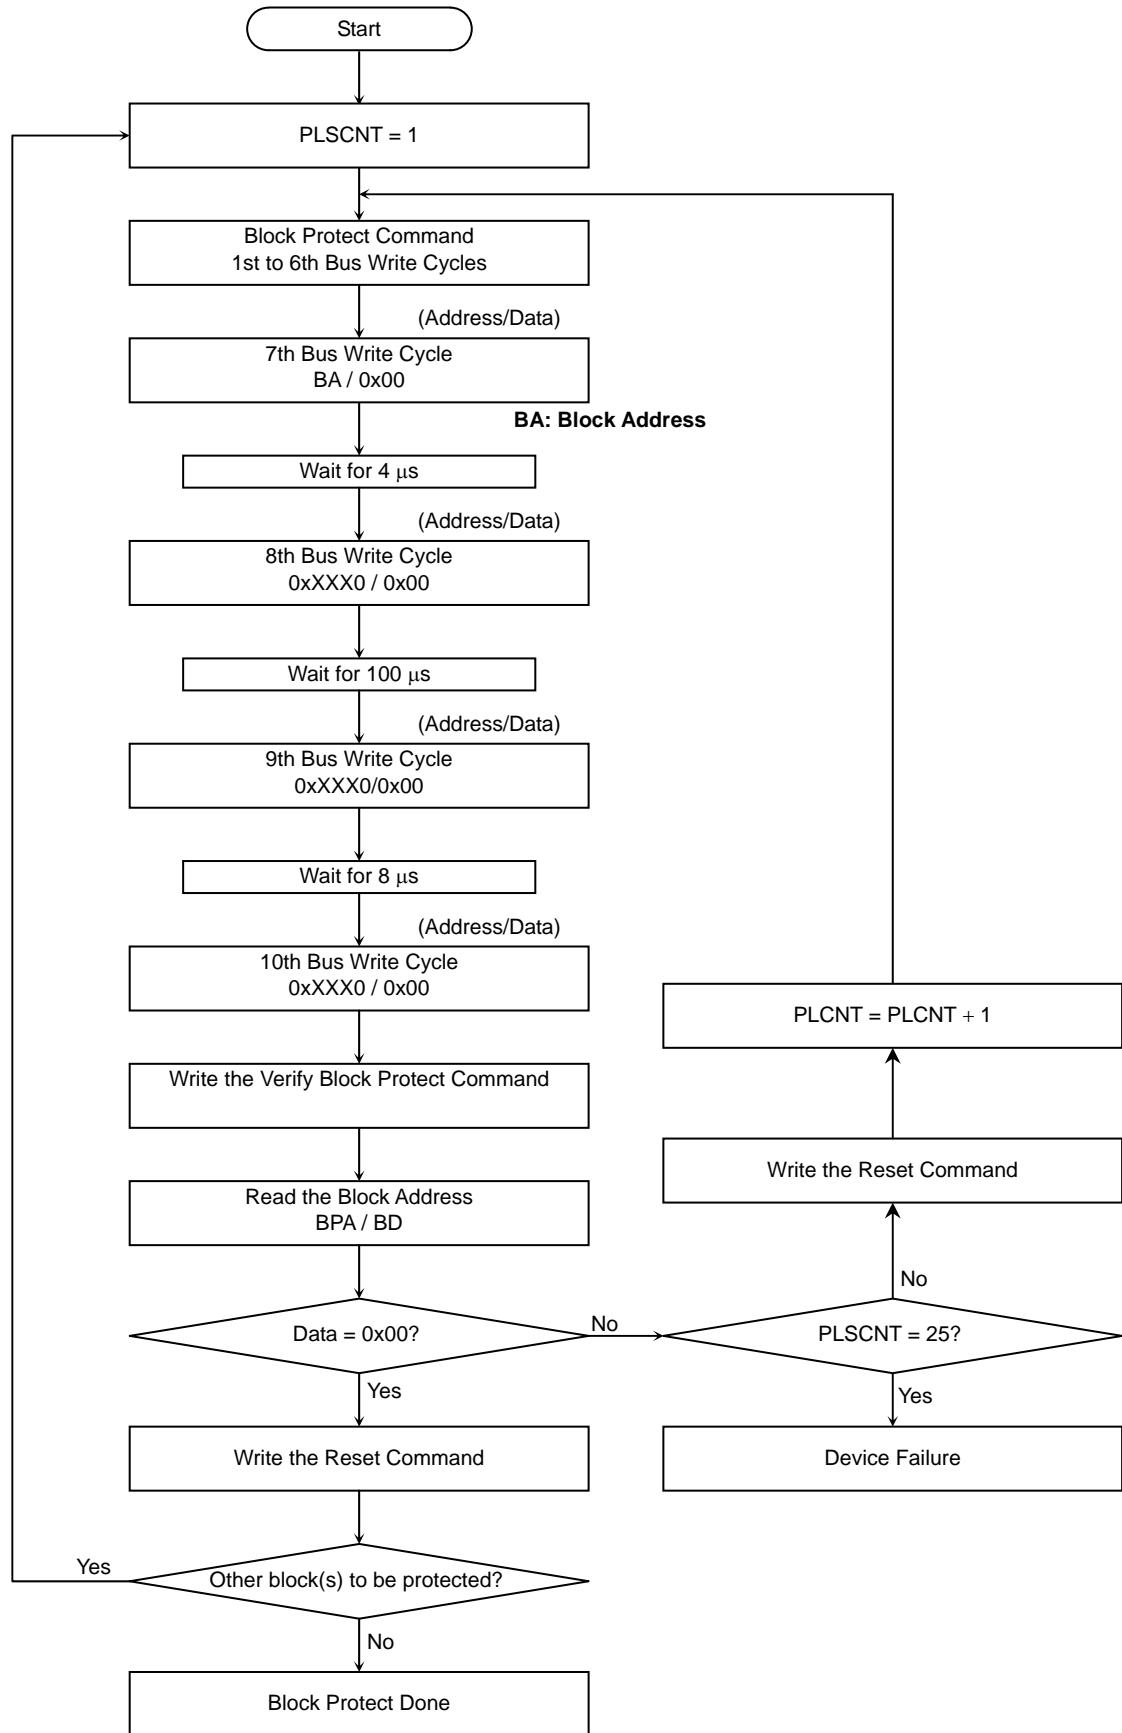 Start
PLSCNT = 1
Block Protect Command
1st to 6th Bus Write Cycles
(Address/Data)
7th Bus Write Cycle
BA / 0x00
BA: Block Address
Wait for 4 μs
(Address/Data)
8th Bus Write Cycle
0xXXX0 / 0x00
Wait for 100 μs
(Address/Data)
9th Bus Write Cycle
0xXXX0/0x00
Wait for 8 μs
(Address/Data)
10th Bus Write Cycle
0xXXX0 / 0x00
PLCNT = PLCNT + 1
Write the Verify Block Protect Command
Write the Reset Command
Read the Block Address
BPA / BD
No
Data = 0x00?
No
PLSCNT = 25?
Yes
Yes
Write the Reset Command
Device Failure
Yes
Other block(s) to be protected?
No
Block Protect Done